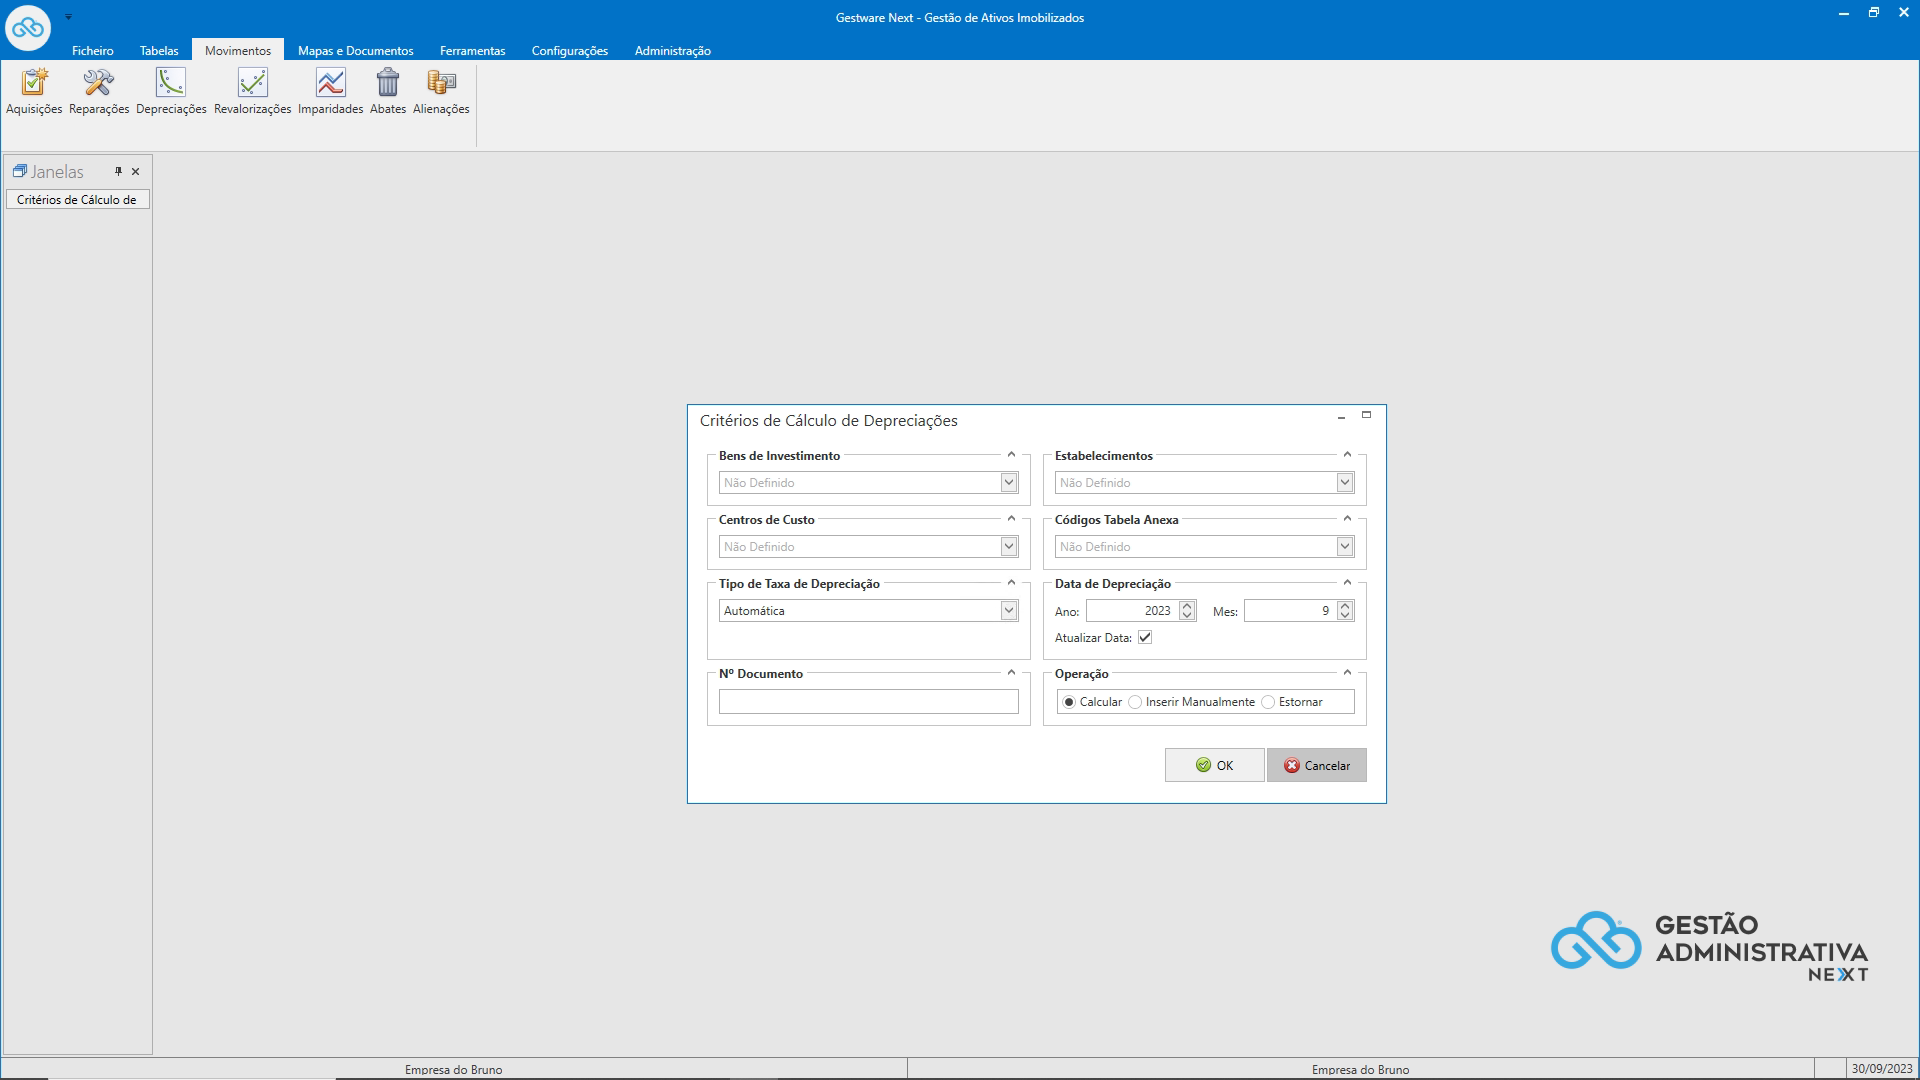 Gestware Next - Gestão de Ativos Imobilizados
Ficheiro Tabelas Movimentos Mapas e Documentos Ferramentas Configurações Administração
Aquisições Reparações Depreciações Revalorizações Imparidades Abates Alienações
Janelas
Critérios de Cálculo de
Critérios de Cálculo de Depreciações
Bens de Investimento
Não Definido
Estabelecimentos
Não Definido
Centros de Custo
Não Definido
Códigos Tabela Anexa
Não Definido
Tipo de Taxa de Depreciação
Automática
Data de Depreciação
Ano: 2023 Mes: 9
Atualizar Data:
Nº Documento
Operação
Calcular Inserir Manualmente Estornar
OK Cancelar
GESTÃO
ADMINISTRATIVA
NEXT
Empresa do Bruno Empresa do Bruno 30/09/2023